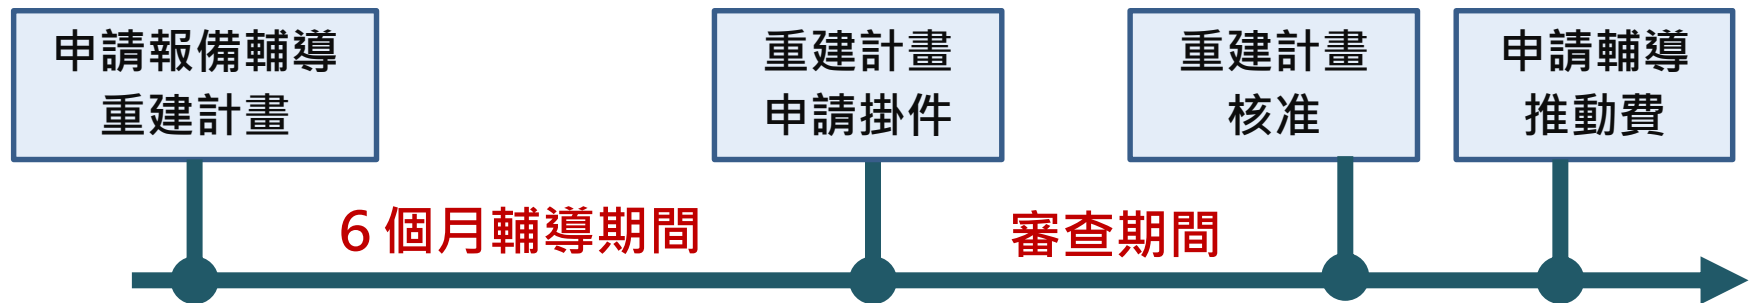 申請報備輔導
重建計畫
重建計畫
申請掛件
重建計畫
核准
申請輔導
推動費
6個月輔導期間
審查期間